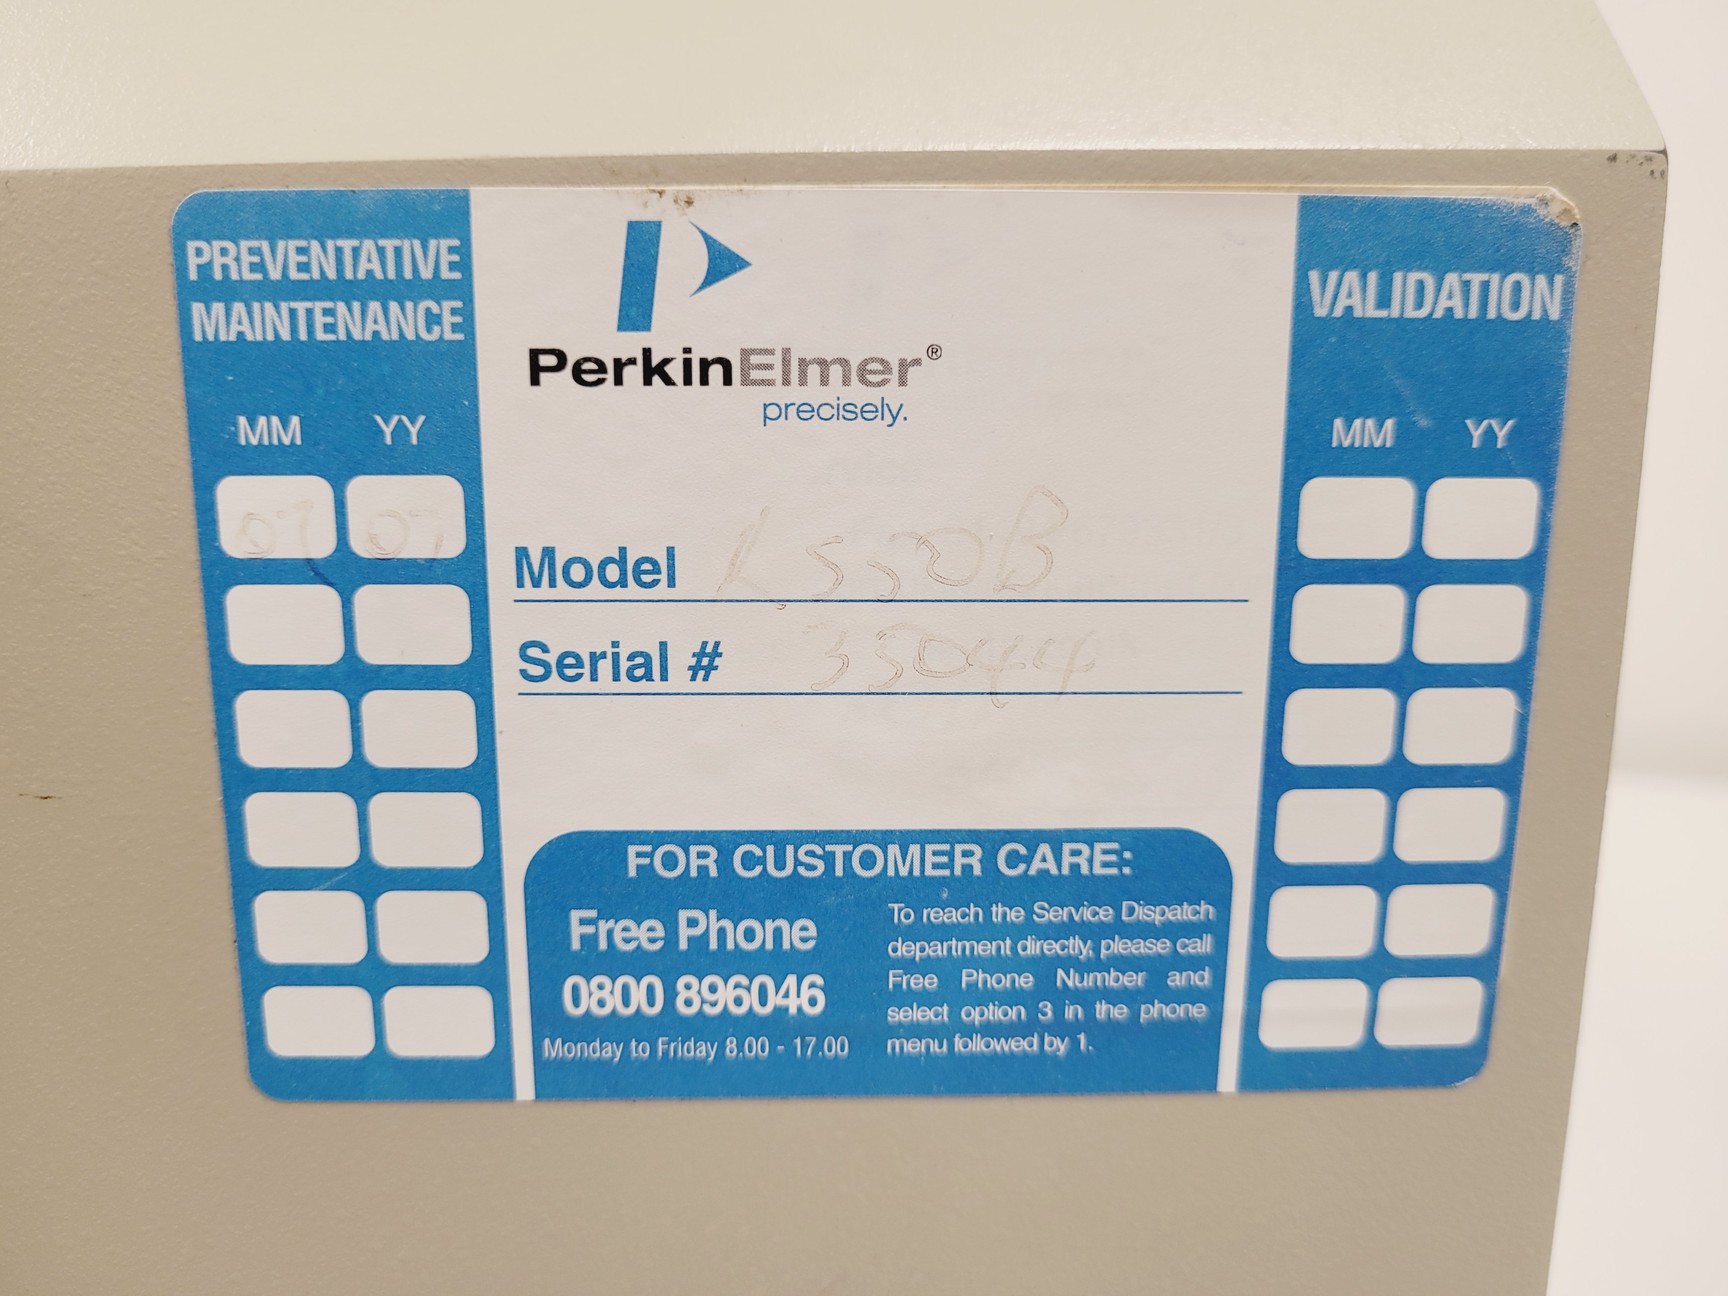 PREVENTATIVE
MAINTENANCE
MM YY
07 07
PerkinElmer®
precisely.
Model LS50B
Serial # 35044
FOR CUSTOMER CARE:
Free Phone
0800 896046
Monday to Friday 8.00 - 17.00
To reach the Service Dispatch
department directly, please call
Free Phone Number and
select option 3 in the phone
menu followed by 1.
VALIDATION
MM YY